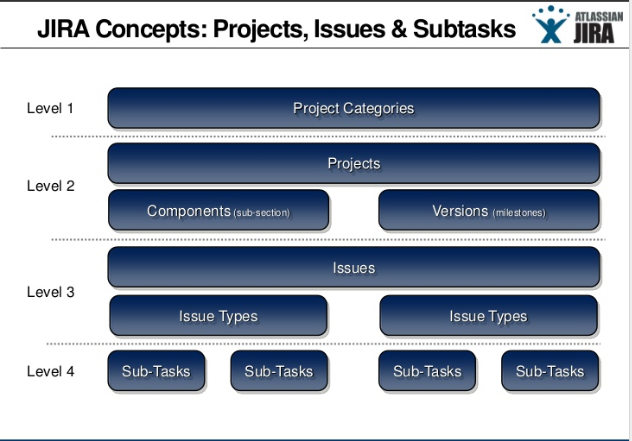 JIRA Concepts: Projects, Issues & Subtasks
ATLASSIAN
JIRA
Level 1
Project Categories
Level 2
Projects
Components (sub-section)
Versions (milestones)
Level 3
Issues
Issue Types
Issue Types
Level 4
Sub-Tasks
Sub-Tasks
Sub-Tasks
Sub-Tasks